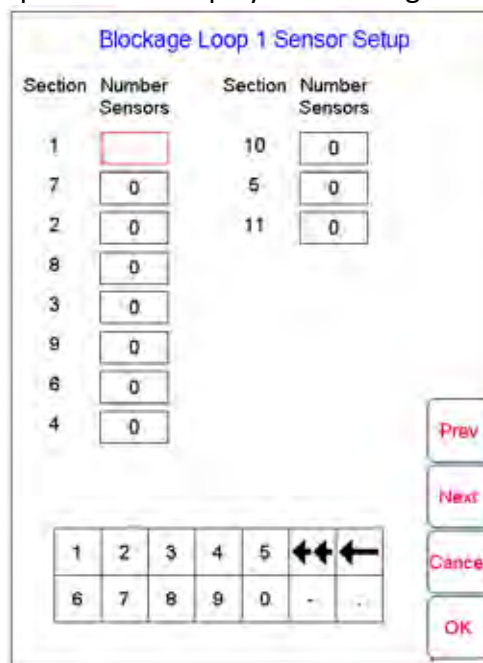 Blockage Loop 1 Sensor Setup
Section Number Sensors Section Number Sensors
1 10 0
7 0 5 0
2 0 11 0
8 0
3 0
9 0
6 0
4 0
Prev
Next
1 2 3 4 5
Cance
6 7 8 9 0 - .
OK